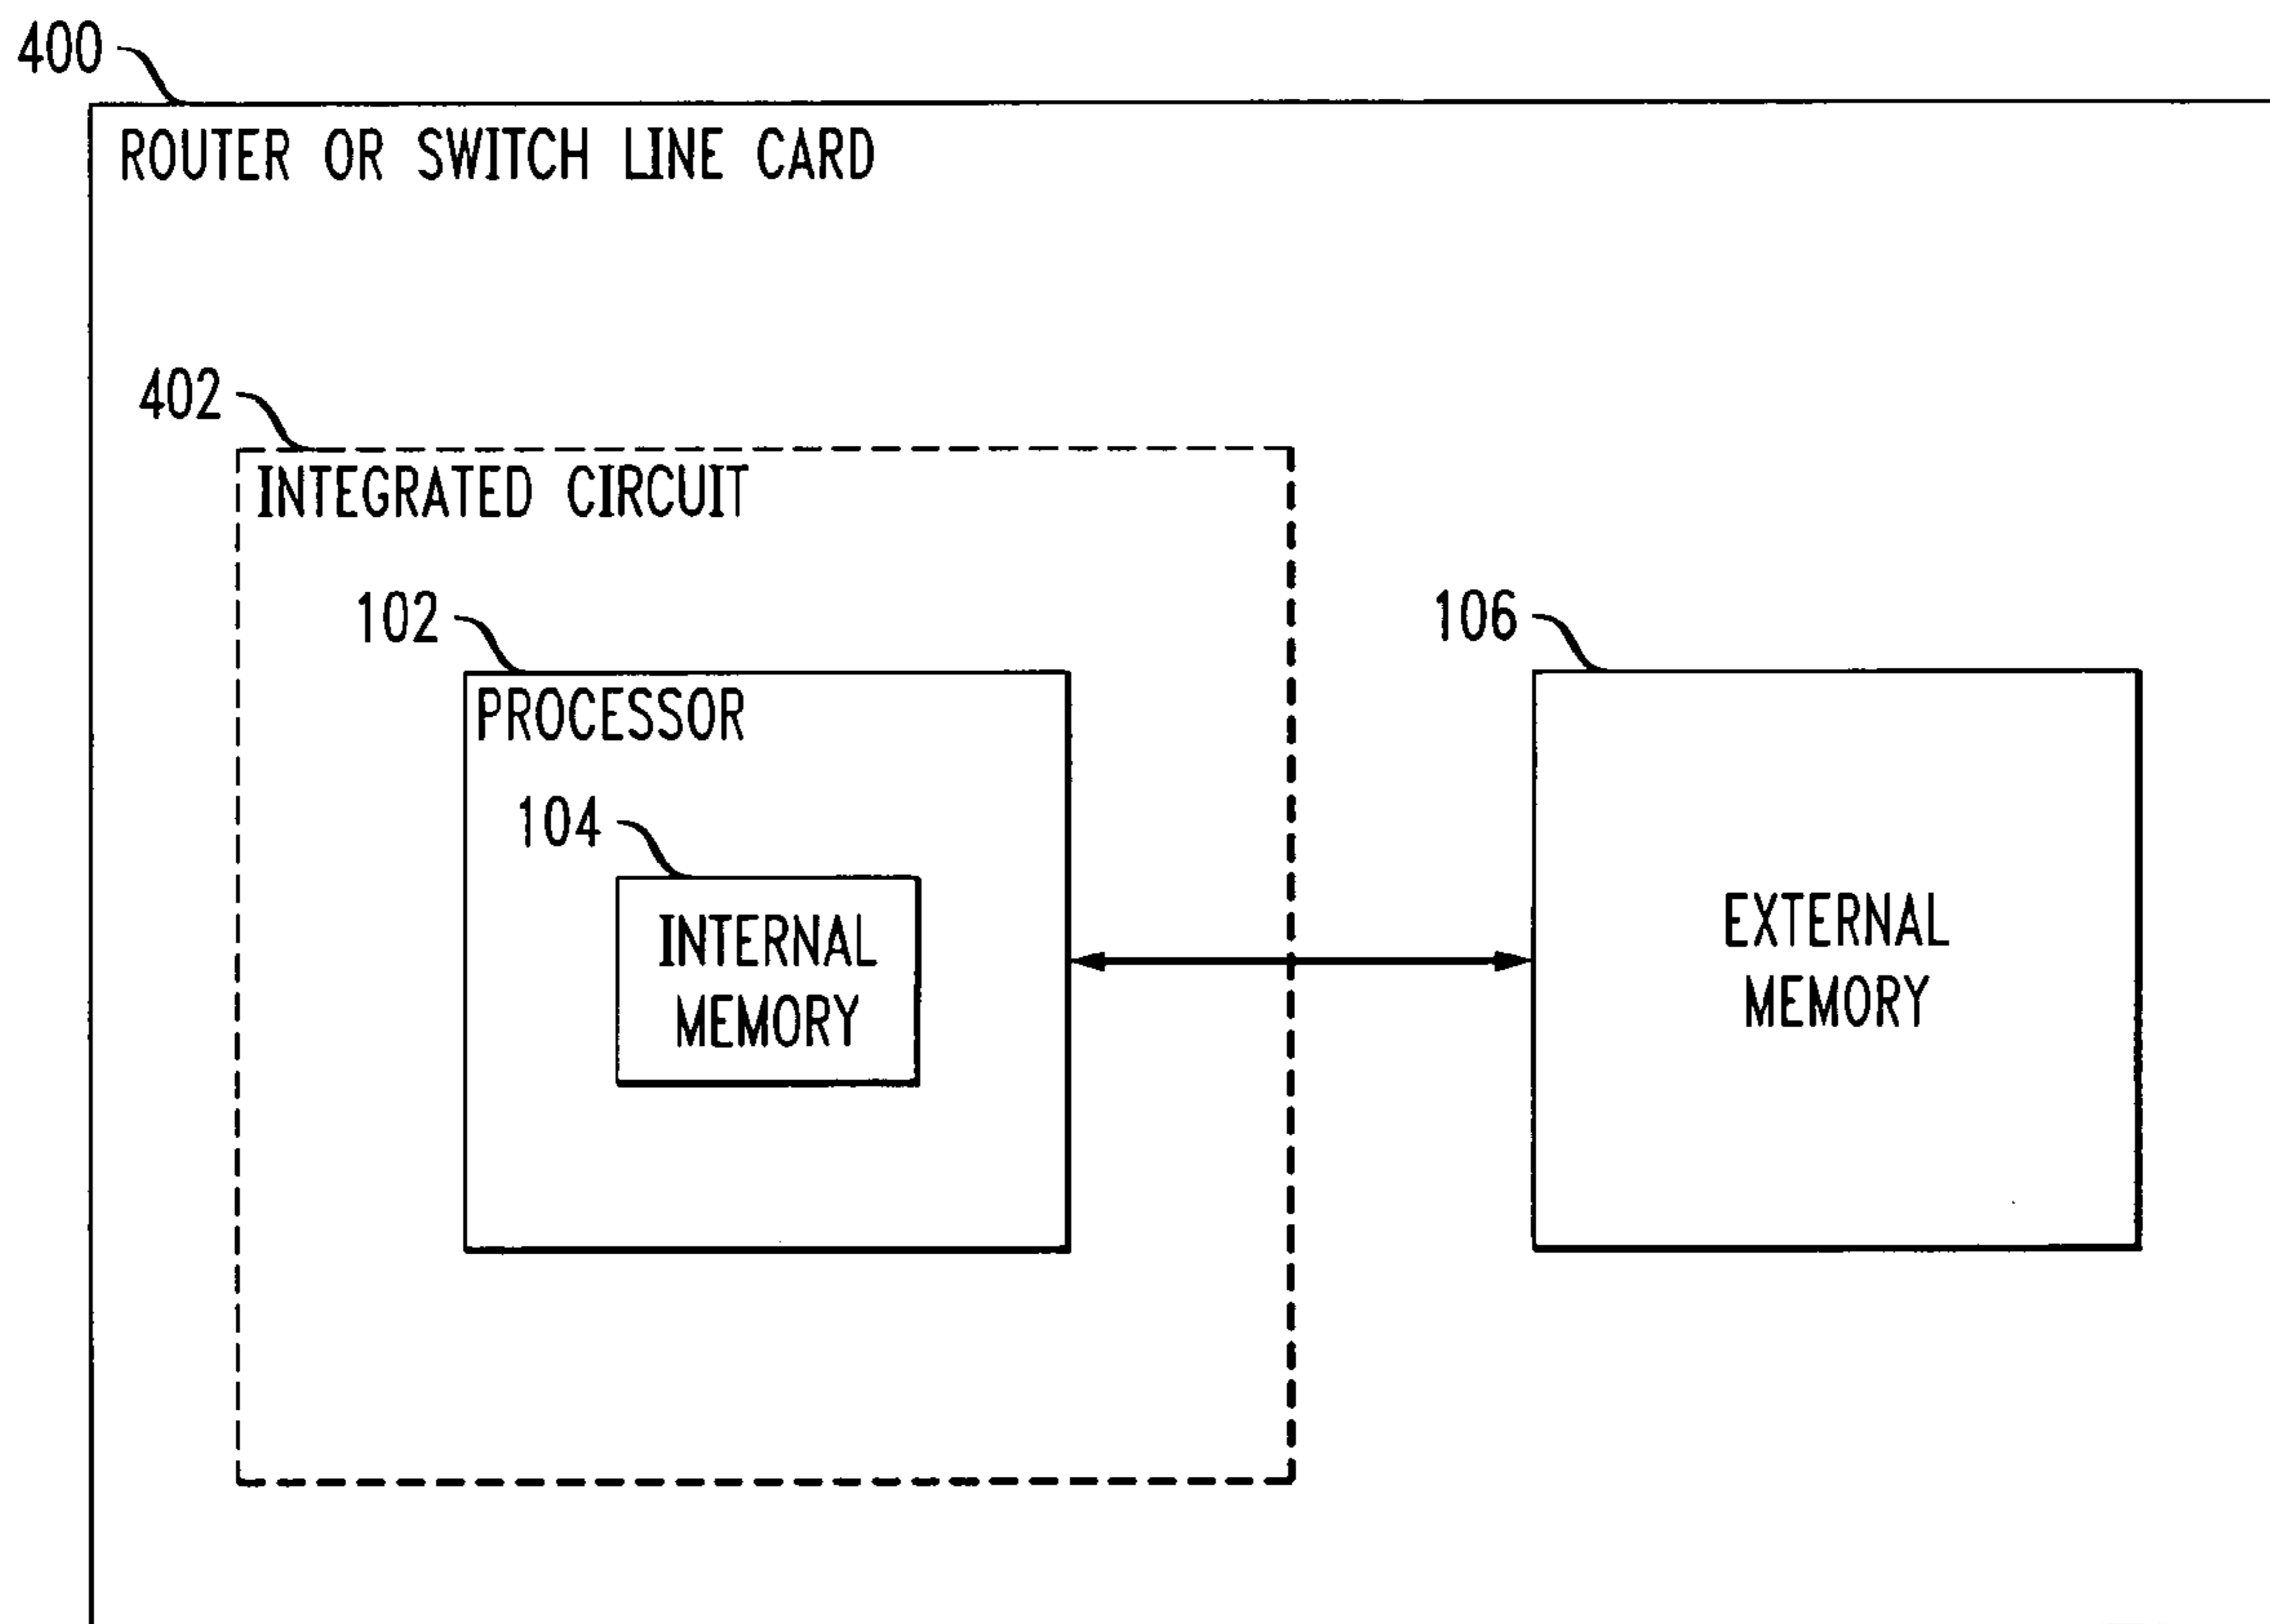 400
ROUTER OR SWITCH LINE CARD
402
INTEGRATED CIRCUIT
102
PROCESSOR
104
INTERNAL
MEMORY
106
EXTERNAL
MEMORY